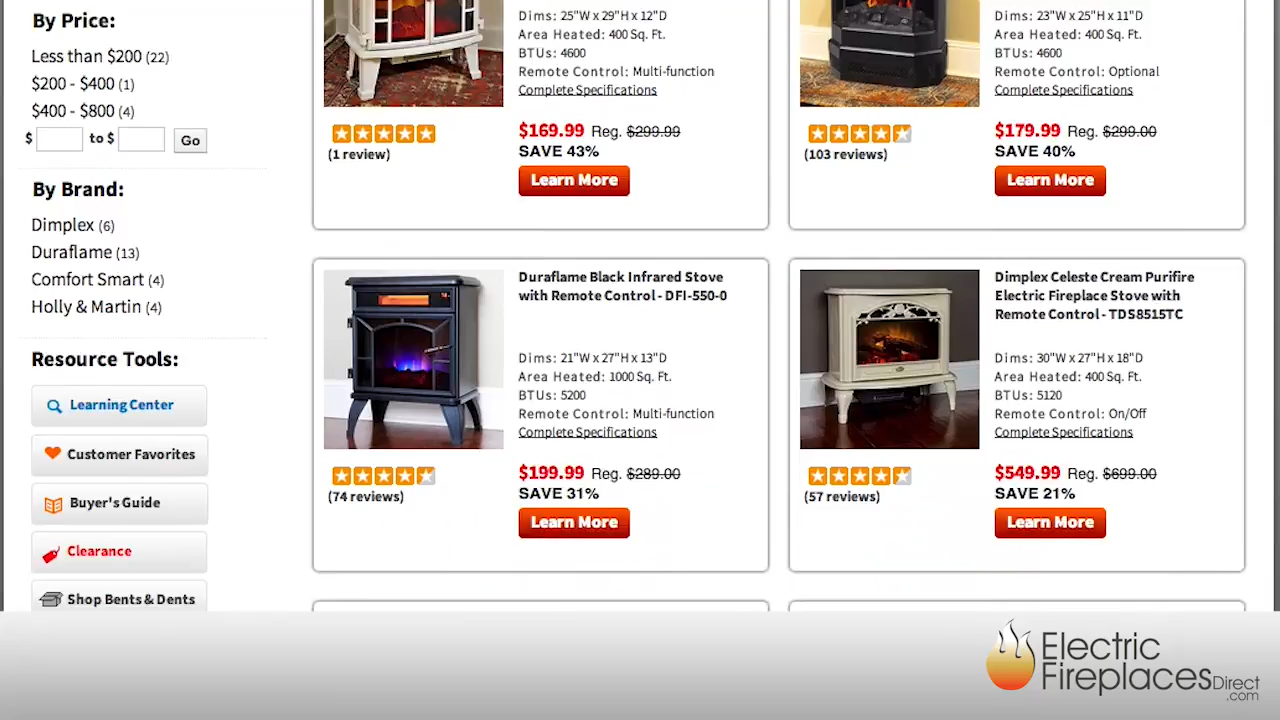 By Price:
Less than $200 (22)
$200 - $400 (1)
$400 - $800 (4)
$ to $ Go
By Brand:
Dimplex (6)
Duraflame (13)
Comfort Smart (4)
Holly & Martin (4)
Resource Tools:
Learning Center
Customer Favorites
Buyer's Guide
Clearance
Shop Bents & Dents
Dims: 25"W x 29"H x 12"D
Area Heated: 400 Sq. Ft.
BTUs: 4600
Remote Control: Multi-function
Complete Specifications
(1 review)
$169.99 Reg. $299.99
SAVE 43%
Learn More
Dims: 23"W x 25"H x 11"D
Area Heated: 400 Sq. Ft.
BTUs: 4600
Remote Control: Optional
Complete Specifications
(103 reviews)
$179.99 Reg. $299.00
SAVE 40%
Learn More
Duraflame Black Infrared Stove
with Remote Control - DFI-550-0
Dims: 21"W x 27"H x 13"D
Area Heated: 1000 Sq. Ft.
BTUs: 5200
Remote Control: Multi-function
Complete Specifications
(74 reviews)
$199.99 Reg. $289.00
SAVE 31%
Learn More
Dimplex Celeste Cream Purifire
Electric Fireplace Stove with
Remote Control - TDS8515TC
Dims: 30"W x 27"H x 18"D
Area Heated: 400 Sq. Ft.
BTUs: 5120
Remote Control: On/Off
Complete Specifications
(57 reviews)
$549.99 Reg. $699.00
SAVE 21%
Learn More
Electric
FireplacesDirect
.com